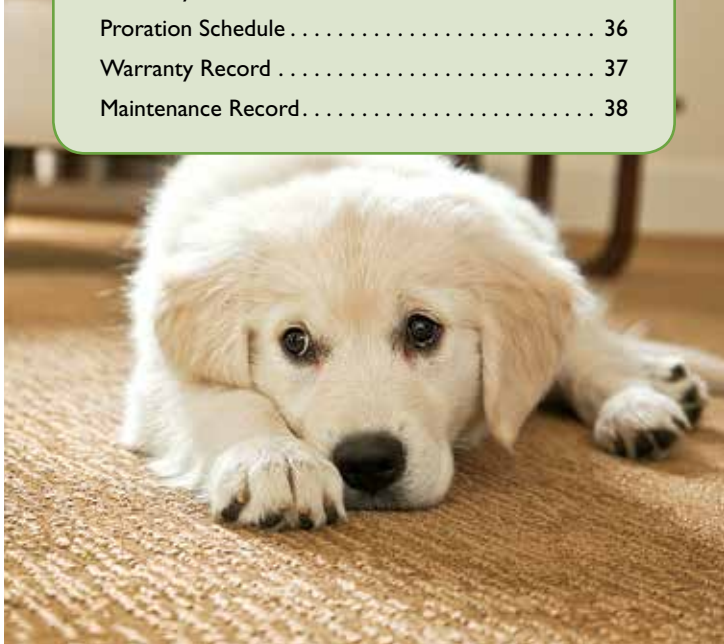 Proration Schedule . . . . . . . . . . . . . . . . . . . . . . . . . . 36
Warranty Record . . . . . . . . . . . . . . . . . . . . . . . . . . . 37
Maintenance Record. . . . . . . . . . . . . . . . . . . . . . . . . 38